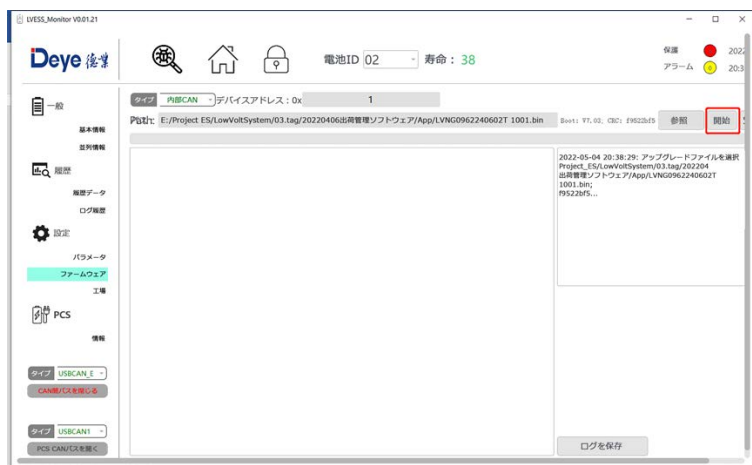 LVESS_Monitor V0.01.21
Deye 德業
電池ID 02 寿命： 38
保護 2022
アラーム 6 20:3
一般
基本情報
並列情報
履歴
履歴データ
ログ履歴
設定
パラメータ
ファームウェア
工場
PCS
情報
タイプ USBCAN_E
CAN間バスを閉じる
タイプ USBCAN1
PCS CANバスを開く
タイプ 内部CAN デバイスアドレス：0x 1
E:/Project ES/LowVoltSystem/03.tag/20220406出荷管理ソフトウェア/App/LVNG0962240602T 1001.bin Boot: V7.03, CRC: f9522bf5 参照 開始
2022-05-04 20:38:29: アップグレードファイルを選択
Project_ES/LowVoltSystem/03.tag/202204
出荷管理ソフトウェア/App/LVNG0962240602T
1001.bin;
f9522bf5...
ログを保存